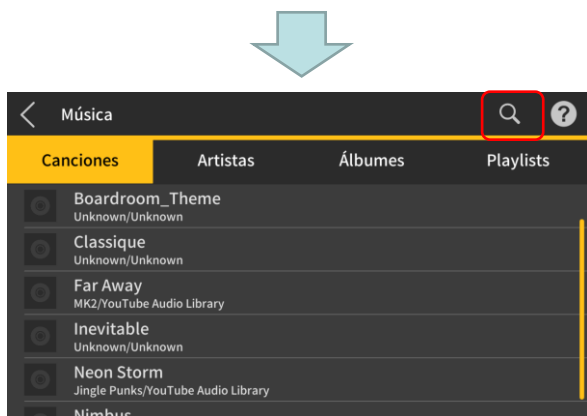 Música
?
Canciones Artistas Álbumes Playlists
Boardroom_Theme
Unknown/Unknown
Classique
Unknown/Unknown
Far Away
MK2/YouTube Audio Library
Inevitable
Unknown/Unknown
Neon Storm
Jingle Punks/YouTube Audio Library
Nimbus